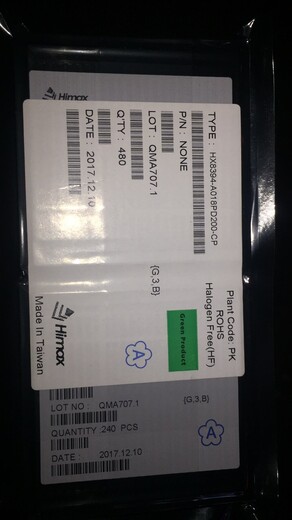 Himax
TYPE : HX8394-A018PD200-CP
P/N : NONE
LOT : QMA707.1
{G,3,B}
Q'TY : 480
DATE : 2017.12.10
Plant Code: PK
ROHS
Halogen Free(HF)
Green Product
A
Himax
Made In Taiwan
LOT NO : QMA707.1
{G,3,B}
QUANTITY :240 PCS
A
DATE : 2017.12.10